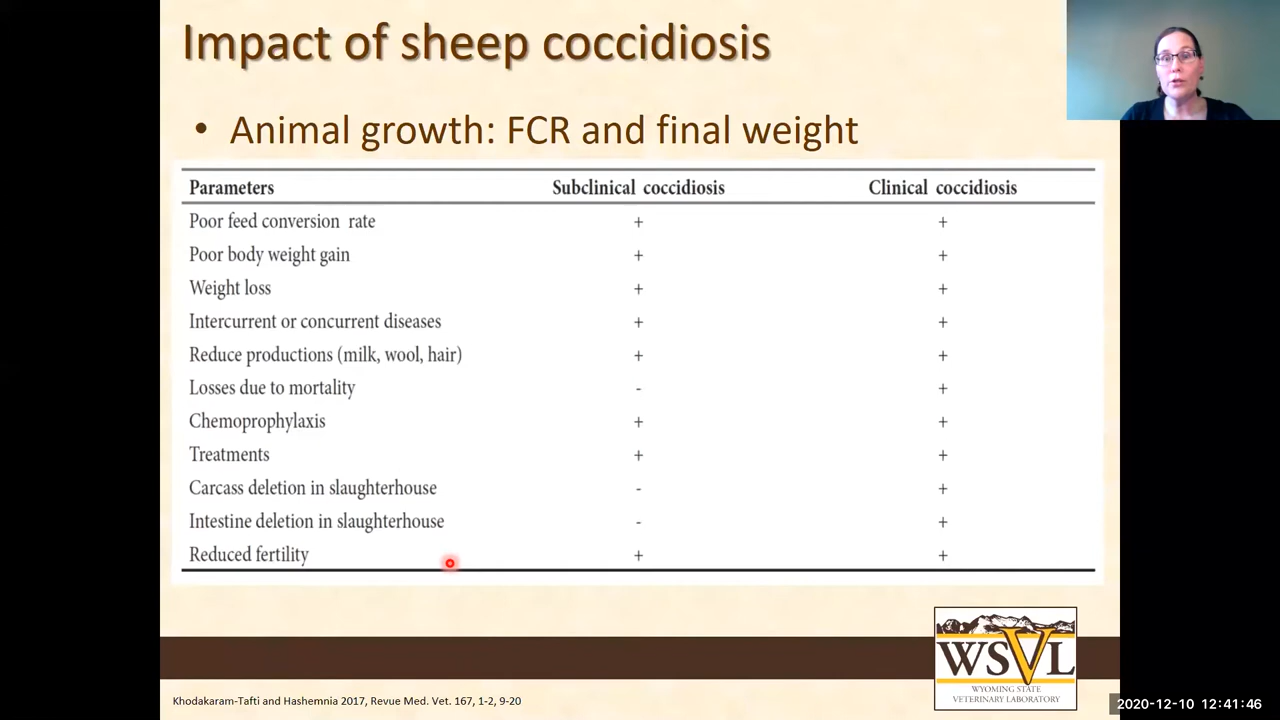 Impact of sheep coccidiosis
• Animal growth: FCR and final weight
Parameters Subclinical coccidiosis Clinical coccidiosis
Poor feed conversion rate + +
Poor body weight gain + +
Weight loss + +
Intercurrent or concurrent diseases + +
Reduce productions (milk, wool, hair) + +
Losses due to mortality - +
Chemoprophylaxis + +
Treatments + +
Carcass deletion in slaughterhouse - +
Intestine deletion in slaughterhouse - +
Reduced fertility + +
WSVL
WYOMING STATE
VETERINARY LABORATORY
Khodakaram-Tafti and Hashemnia 2017, Revue Med. Vet. 167, 1-2, 9-20
2020-12-10 12:41:46